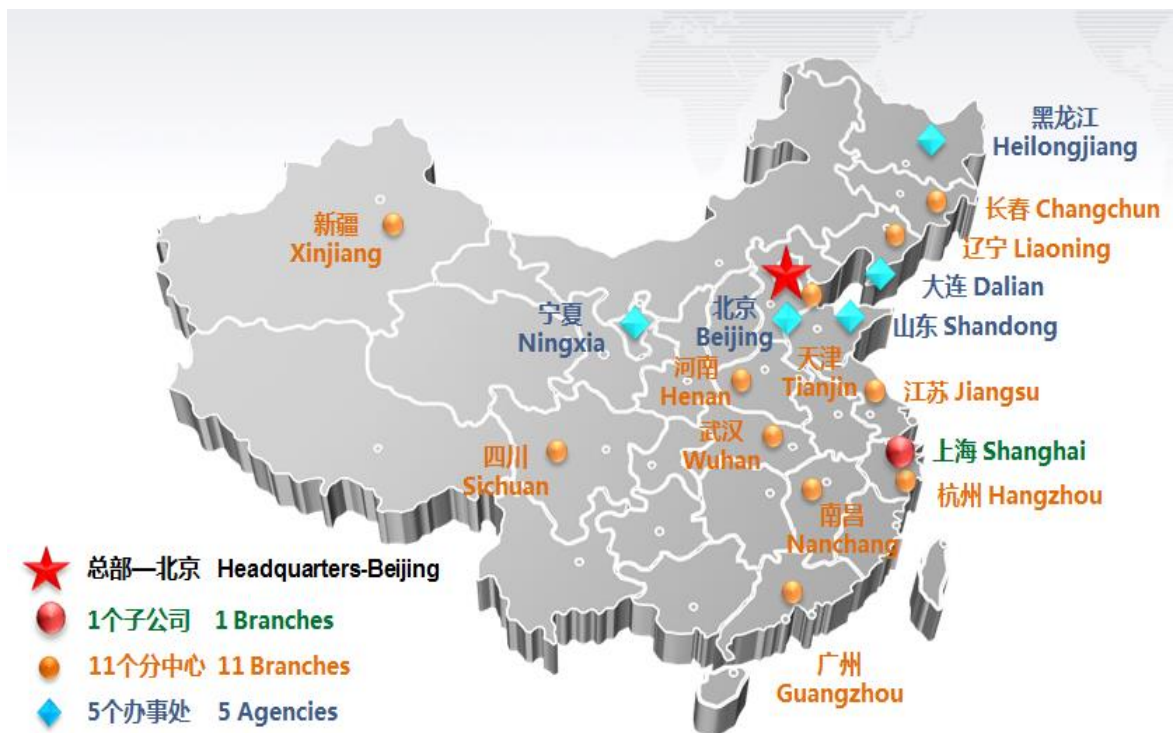 黑龙江
Heilongjiang
长春 Changchun
新疆
Xinjiang
辽宁 Liaoning
大连 Dalian
宁夏
Ningxia
北京
Beijing
山东 Shandong
河南
Henan
天津
Tianjin
江苏 Jiangsu
武汉
Wuhan
四川
Sichuan
上海 Shanghai
杭州 Hangzhou
南昌
Nanchang
广州
Guangzhou
总部—北京 Headquarters-Beijing
1个子公司 1 Branches
11个分中心 11 Branches
5个办事处 5 Agencies